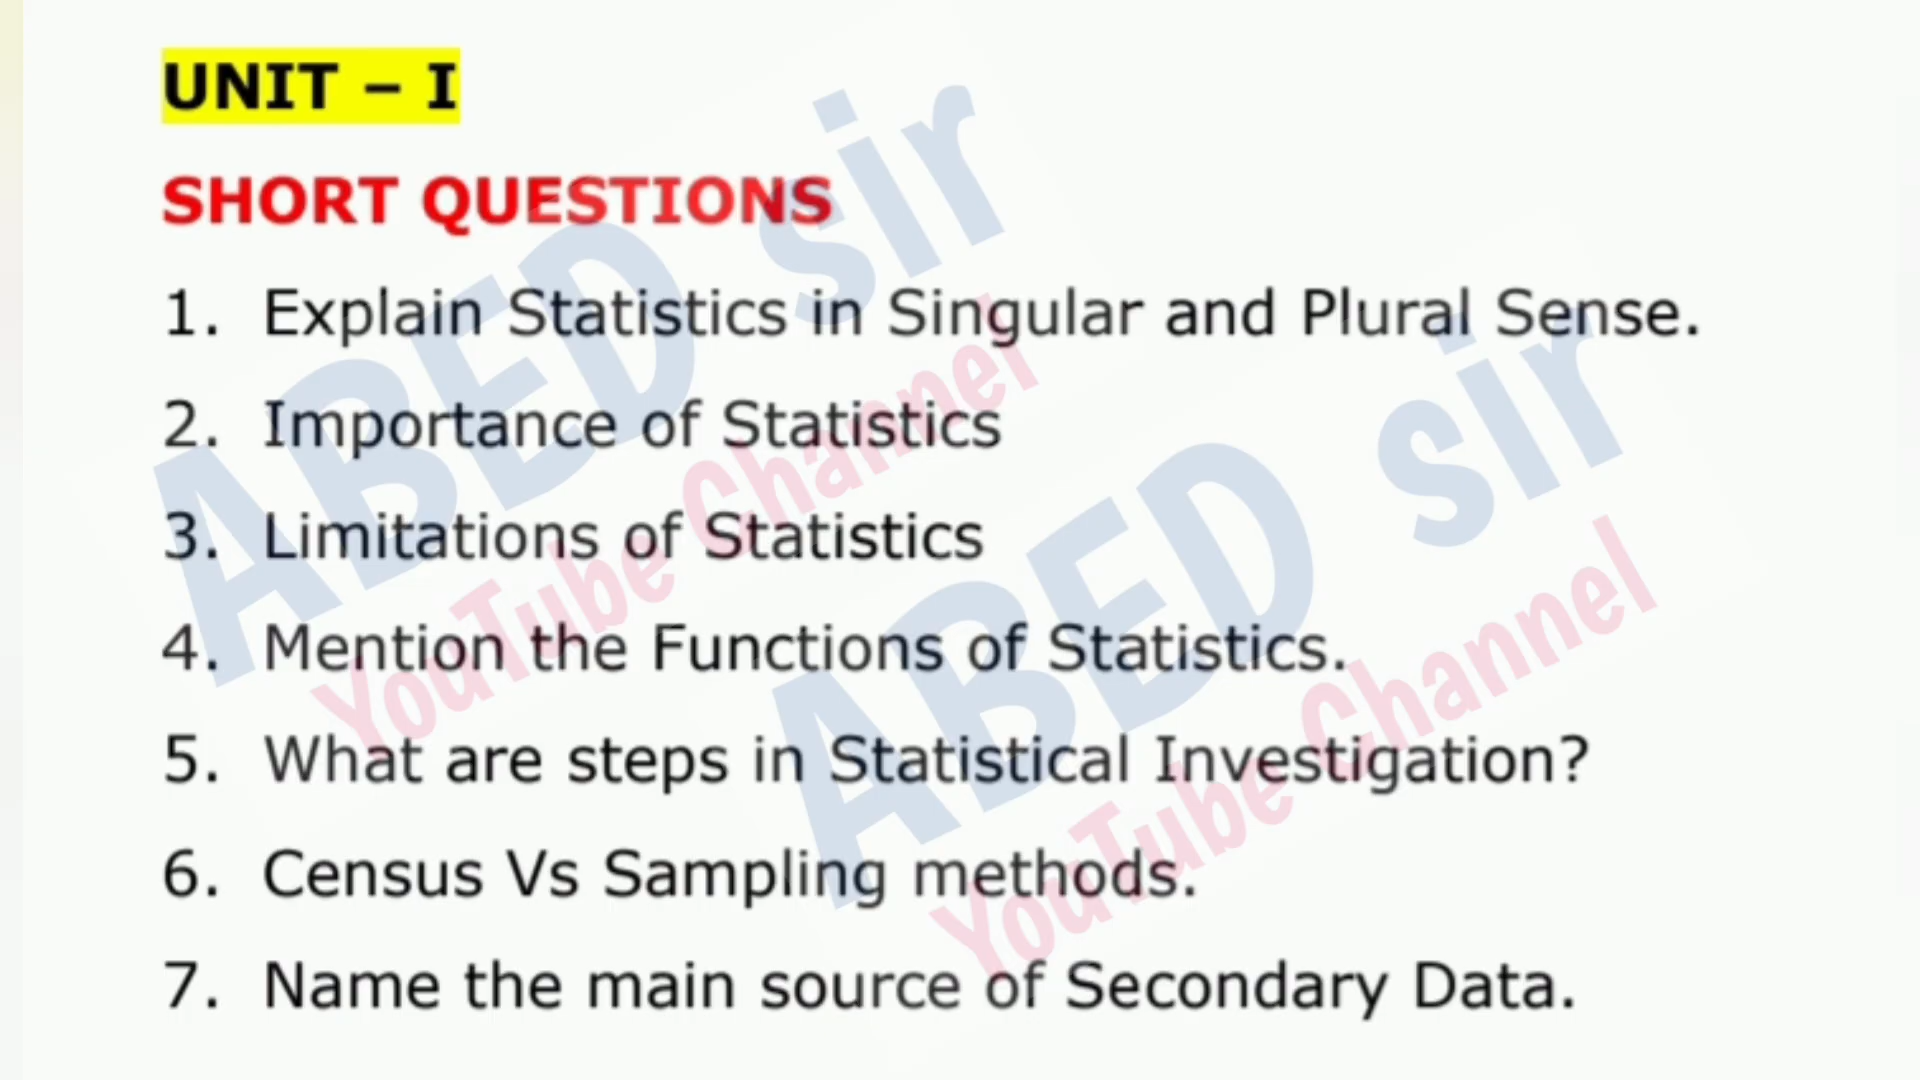 UNIT – I
SHORT QUESTIONS
1. Explain Statistics in Singular and Plural Sense.
2. Importance of Statistics
3. Limitations of Statistics
4. Mention the Functions of Statistics.
5. What are steps in Statistical Investigation?
6. Census Vs Sampling methods.
7. Name the main source of Secondary Data.
ABED sir
YouTube Channel
ABED sir
YouTube Channel